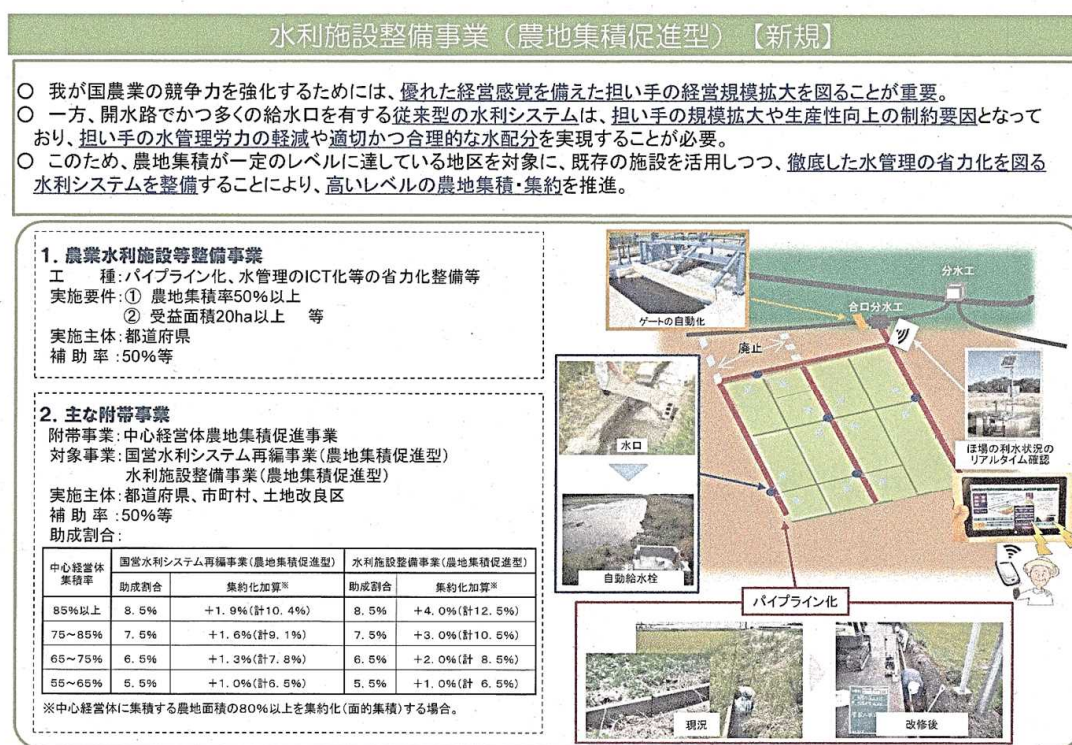 水利施設整備事業（農地集積促進型）【新規】
○ 我が国農業の競争力を強化するためには、優れた経営感覚を備えた担い手の経営規模拡大を図ることが重要。
○ 一方、開水路でかつ多くの給水口を有する従来型の水利システムは、担い手の規模拡大や生産性向上の制約要因となって
おり、担い手の水管理労力の軽減や適切かつ合理的な水配分を実現することが必要。
○ このため、農地集積が一定のレベルに達している地区を対象に、既存の施設を活用しつつ、徹底した水管理の省力化を図る
水利システムを整備することにより、高いレベルの農地集積・集約を推進。
1. 農業水利施設等整備事業
工 種：パイプライン化、水管理のICT化等の省力化整備等
実施要件：① 農地集積率50％以上
② 受益面積20ha以上 等
実施主体：都道府県
補 助 率：50％等
2. 主な附帯事業
附帯事業：中心経営体農地集積促進事業
対象事業：国営水利システム再編事業（農地集積促進型）
水利施設整備事業（農地集積促進型）
実施主体：都道府県、市町村、土地改良区
補 助 率：50％等
助成割合：
中心経営体集積率 国営水利システム再編事業（農地集積促進型） 水利施設整備事業（農地集積促進型）
助成割合 集約化加算※ 助成割合 集約化加算※
85％以上 8.5％ ＋1.9％（計10.4％） 8.5％ ＋4.0％（計12.5％）
75～85％ 7.5％ ＋1.6％（計9.1％） 7.5％ ＋3.0％（計10.5％）
65～75％ 6.5％ ＋1.3％（計7.8％） 6.5％ ＋2.0％（計 8.5％）
55～65％ 5.5％ ＋1.0％（計6.5％） 5.5％ ＋1.0％（計 6.5％）
※中心経営体に集積する農地面積の80％以上を集約化（面的集積）する場合。
ゲートの自動化
分水工
合口分水工
廃止
水口
自動給水栓
ほ場の利水状況の
リアルタイム確認
パイプライン化
現況
改修後